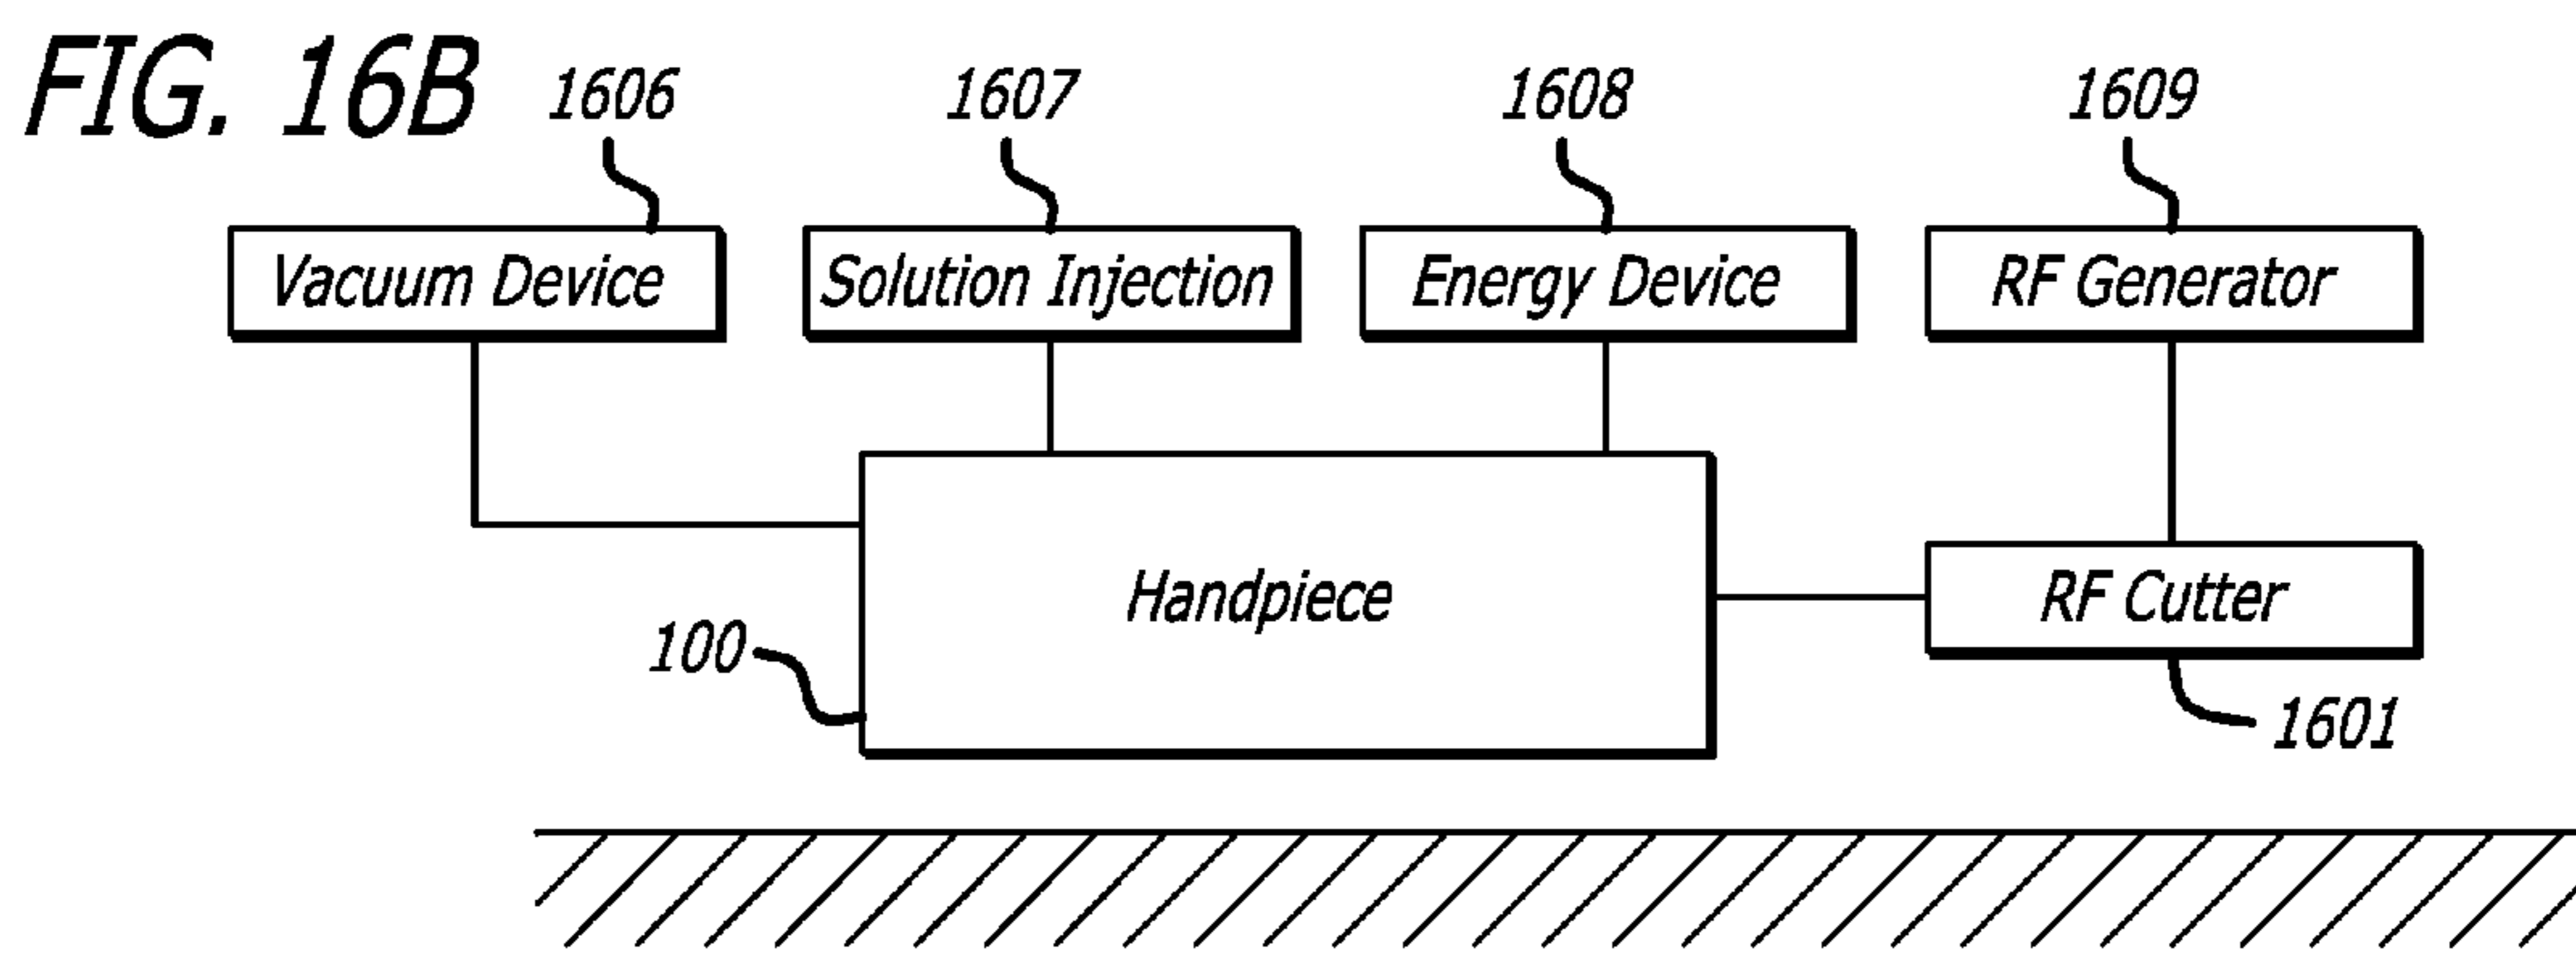 FIG. 16B
1606 1607 1608 1609
Vacuum Device Solution Injection Energy Device RF Generator
Handpiece RF Cutter
100
1601